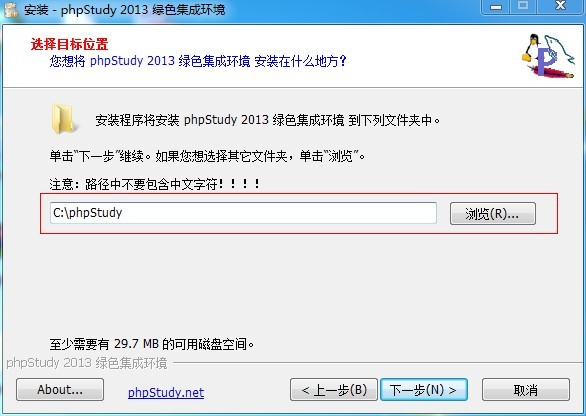 安装 - phpStudy 2013 绿色集成环境
选择目标位置
您想将 phpStudy 2013 绿色集成环境 安装在什么地方?
P
安装程序将安装 phpStudy 2013 绿色集成环境 到下列文件夹中。
单击“下一步”继续。如果您想选择其它文件夹，单击“浏览”。
注意：路径中不要包含中文字符！！！！
C:\phpStudy 浏览(R)...
至少需要有 29.7 MB 的可用磁盘空间。
phpStudy 2013 绿色集成环境
About... phpStudy.net < 上一步(B) 下一步(N) > 取消